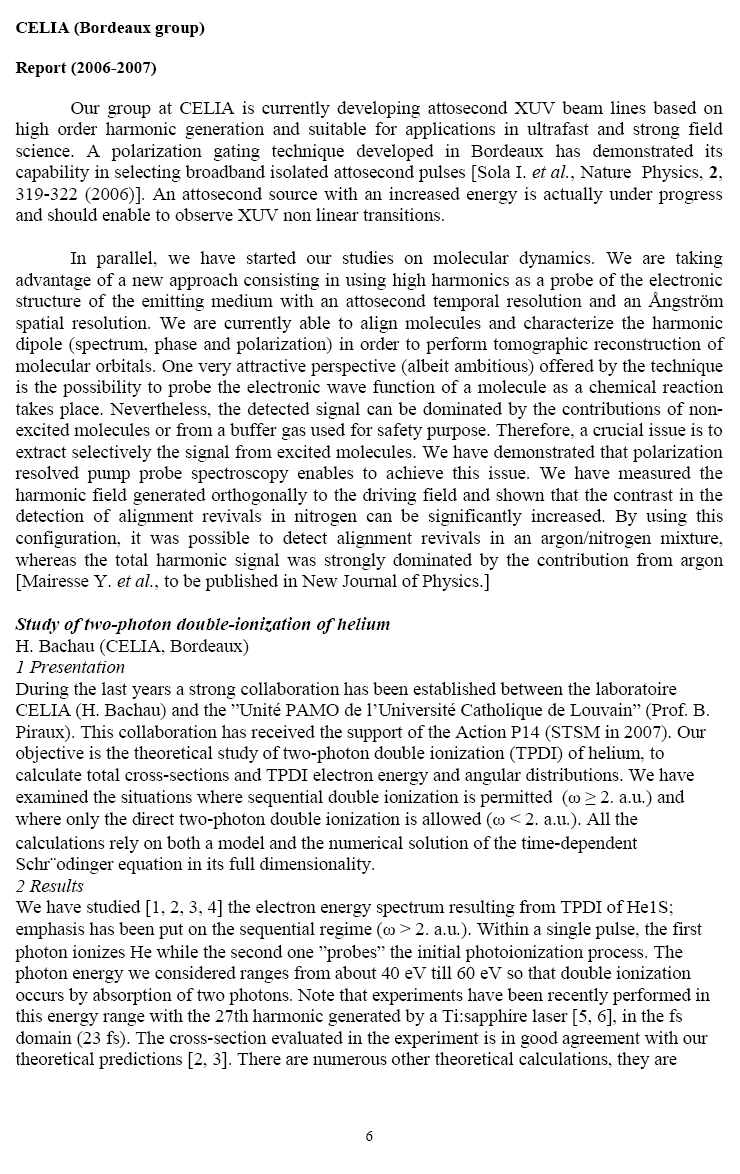 CELIA (Bordeaux group)
Report (2006-2007)
Our group at CELIA is currently developing attosecond XUV beam lines based on
high order harmonic generation and suitable for applications in ultrafast and strong field
science. A polarization gating technique developed in Bordeaux has demonstrated its
capability in selecting broadband isolated attosecond pulses [Sola I. et al., Nature Physics, 2,
319-322 (2006)]. An attosecond source with an increased energy is actually under progress
and should enable to observe XUV non linear transitions.
In parallel, we have started our studies on molecular dynamics. We are taking
advantage of a new approach consisting in using high harmonics as a probe of the electronic
structure of the emitting medium with an attosecond temporal resolution and an Ångström
spatial resolution. We are currently able to align molecules and characterize the harmonic
dipole (spectrum, phase and polarization) in order to perform tomographic reconstruction of
molecular orbitals. One very attractive perspective (albeit ambitious) offered by the technique
is the possibility to probe the electronic wave function of a molecule as a chemical reaction
takes place. Nevertheless, the detected signal can be dominated by the contributions of non-
excited molecules or from a buffer gas used for safety purpose. Therefore, a crucial issue is to
extract selectively the signal from excited molecules. We have demonstrated that polarization
resolved pump probe spectroscopy enables to achieve this issue. We have measured the
harmonic field generated orthogonally to the driving field and shown that the contrast in the
detection of alignment revivals in nitrogen can be significantly increased. By using this
configuration, it was possible to detect alignment revivals in an argon/nitrogen mixture,
whereas the total harmonic signal was strongly dominated by the contribution from argon
[Mairesse Y. et al., to be published in New Journal of Physics.]
Study of two-photon double-ionization of helium
H. Bachau (CELIA, Bordeaux)
1 Presentation
During the last years a strong collaboration has been established between the laboratoire
CELIA (H. Bachau) and the ”Unité PAMO de l’Université Catholique de Louvain” (Prof. B.
Piraux). This collaboration has received the support of the Action P14 (STSM in 2007). Our
objective is the theoretical study of two-photon double ionization (TPDI) of helium, to
calculate total cross-sections and TPDI electron energy and angular distributions. We have
examined the situations where sequential double ionization is permitted (ω ≥ 2. a.u.) and
where only the direct two-photon double ionization is allowed (ω < 2. a.u.). All the
calculations rely on both a model and the numerical solution of the time-dependent
Schr¨odinger equation in its full dimensionality.
2 Results
We have studied [1, 2, 3, 4] the electron energy spectrum resulting from TPDI of He1S;
emphasis has been put on the sequential regime (ω > 2. a.u.). Within a single pulse, the first
photon ionizes He while the second one ”probes” the initial photoionization process. The
photon energy we considered ranges from about 40 eV till 60 eV so that double ionization
occurs by absorption of two photons. Note that experiments have been recently performed in
this energy range with the 27th harmonic generated by a Ti:sapphire laser [5, 6], in the fs
domain (23 fs). The cross-section evaluated in the experiment is in good agreement with our
theoretical predictions [2, 3]. There are numerous other theoretical calculations, they are
6